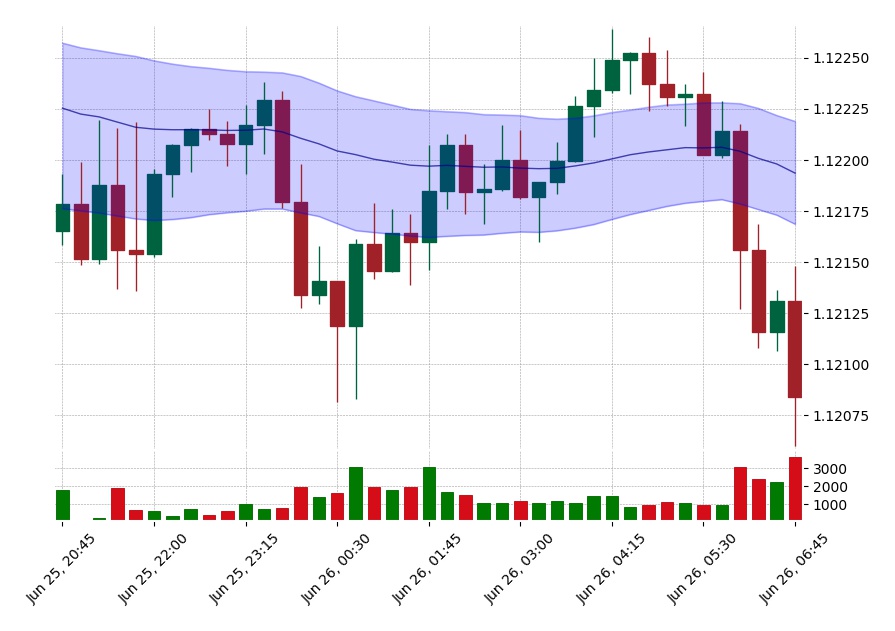 1.12250
1.12225
1.12200
1.12175
1.12150
1.12125
1.12100
1.12075
3000
2000
1000
Jun 25, 20:45
Jun 25, 22:00
Jun 25, 23:15
Jun 26, 00:30
Jun 26, 01:45
Jun 26, 03:00
Jun 26, 04:15
Jun 26, 05:30
Jun 26, 06:45